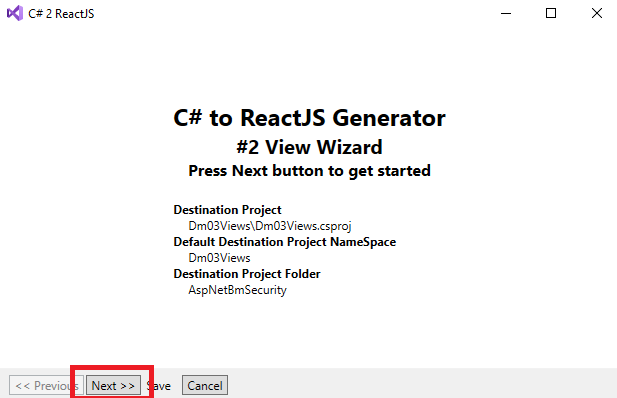 C# 2 ReactJS
C# to ReactJS Generator
#2 View Wizard
Press Next button to get started
Destination Project
Dm03Views\Dm03Views.csproj
Default Destination Project NameSpace
Dm03Views
Destination Project Folder
AspNetBmSecurity
<< Previous Next >> Save Cancel